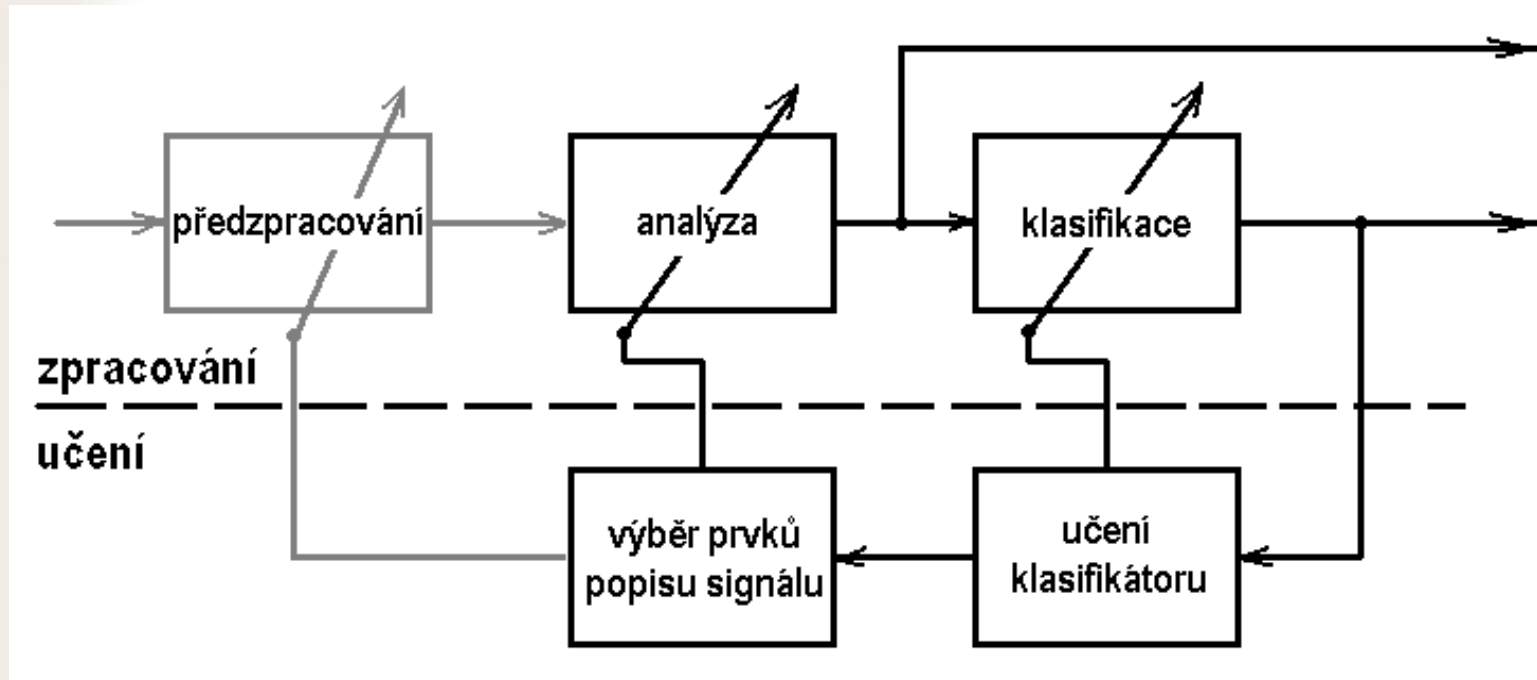 předzpracování
analýza
klasifikace
zpracování
učení
výběr prvků
popisu signálu
učení
klasifikátoru